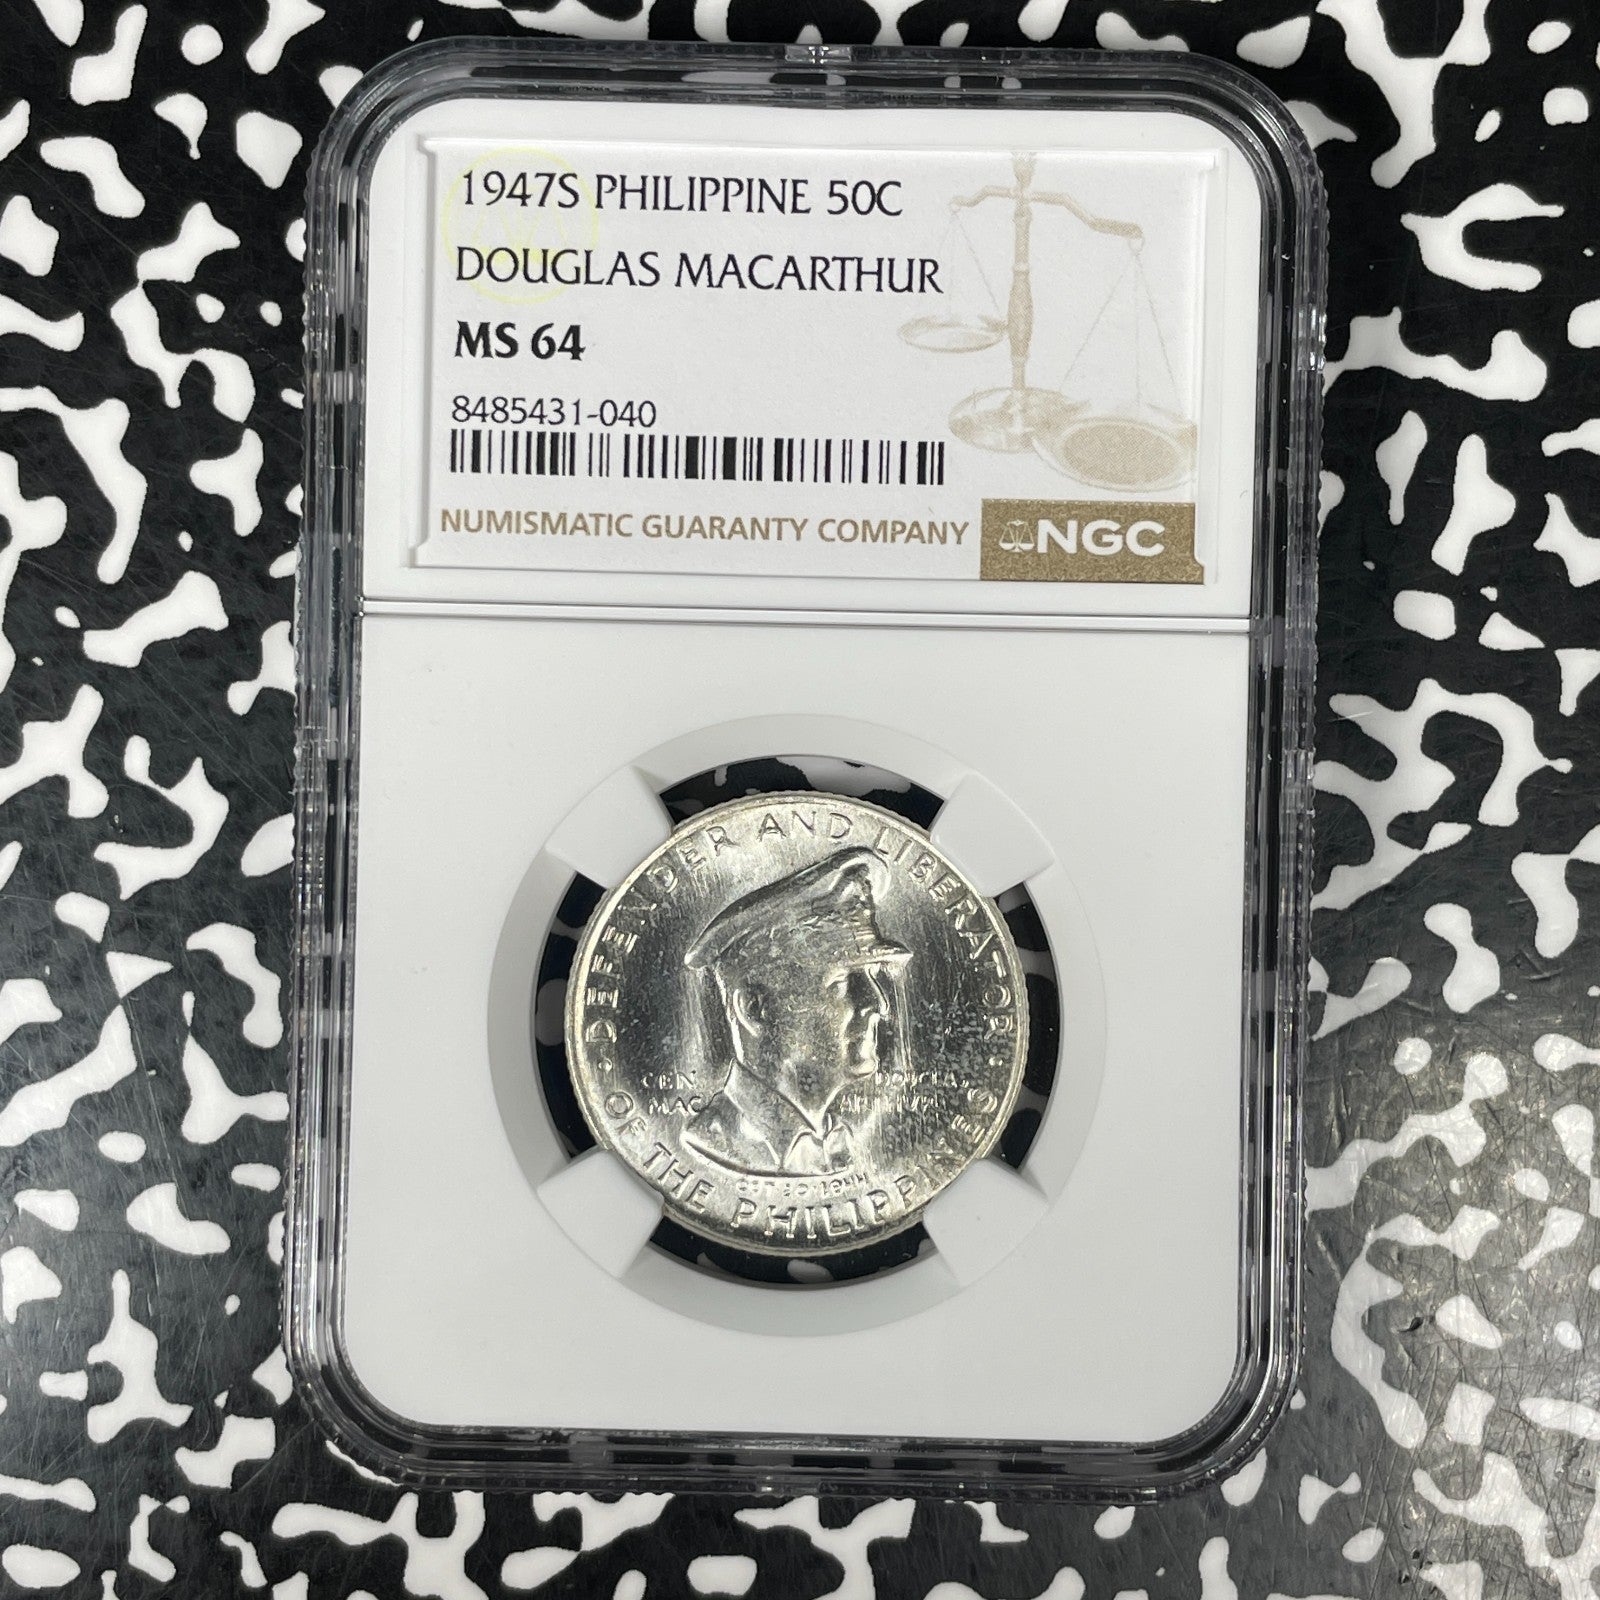 1947S PHILIPPINE 50C
DOUGLAS MACARTHUR
MS 64
8485431-040
NUMISMATIC GUARANTY COMPANY
NGC
·DEFENDER AND LIBERATOR·
OF THE PHILIPPINES
GEN. DOUGLAS
MAC ARTHUR